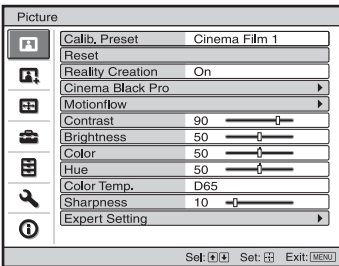 Picture
Calib. Preset Cinema Film 1
Reset
Reality Creation On
Cinema Black Pro
Motionflow
Contrast 90
Brightness 50
Color 50
Hue 50
Color Temp. D65
Sharpness 10
Expert Setting
Sel: Set: Exit: MENU